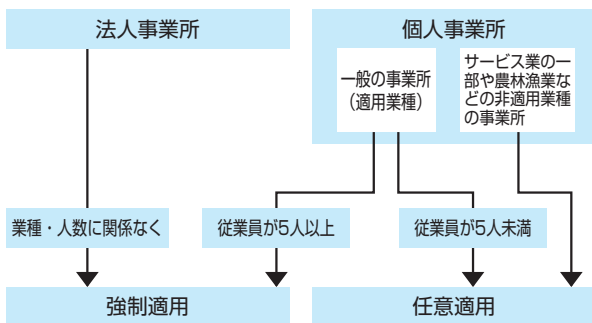 法人事業所
個人事業所
一般の事業所
（適用業種）
サービス業の一
部や農林漁業な
どの非適用業種
の事業所
業種・人数に関係なく
従業員が5人以上
従業員が5人未満
強制適用
任意適用